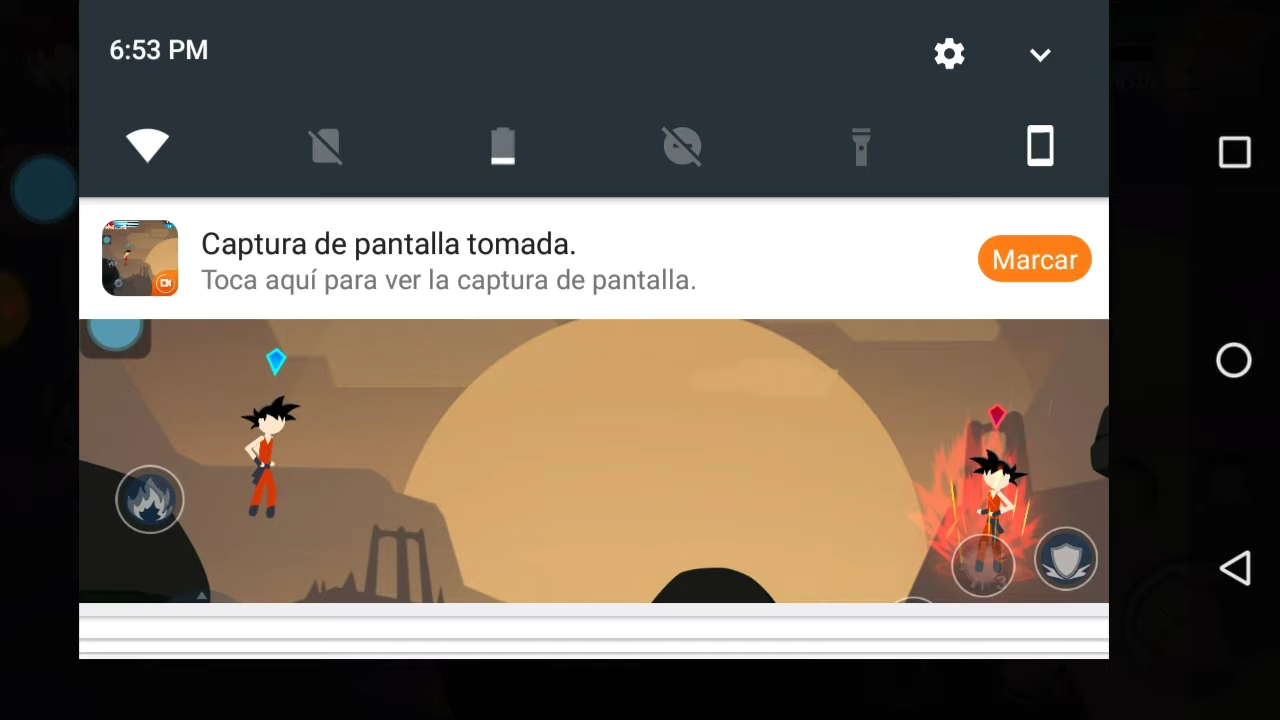 6:53 PM
Captura de pantalla tomada.
Toca aquí para ver la captura de pantalla.
Marcar